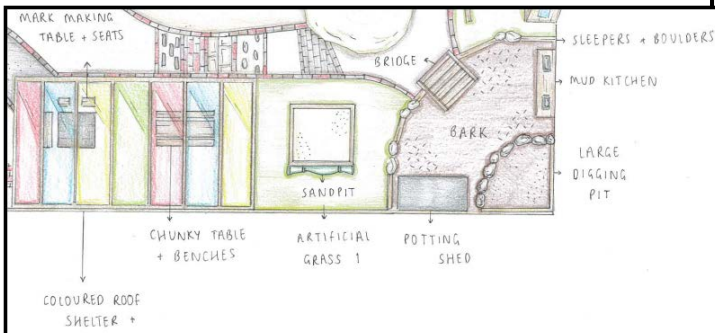 MARK MAKING
TABLE + SEATS
BRIDGE
SLEEPERS + BOULDERS
MUD KITCHEN
BARK
LARGE
DIGGING
PIT
SANDPIT
CHUNKY TABLE
+ BENCHES
ARTIFICIAL
GRASS 1
POTTING
SHED
COLOURED ROOF
SHELTER +